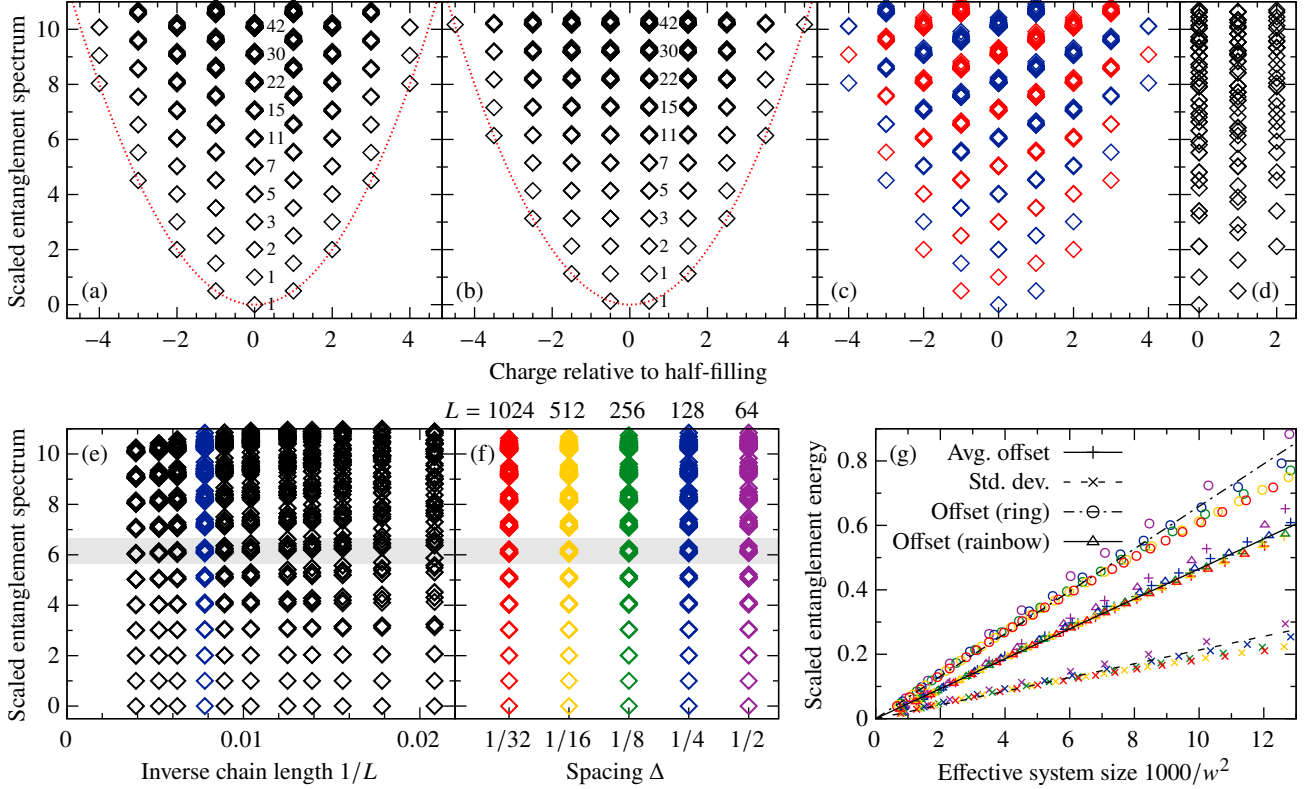 Scaled entanglement spectrum
10
8
6
4
2
0
42
30
22
15
11
7
5
3
2
1
1
(a)
−4 −2 0 2 4
42
30
22
15
11
7
5
3
2
1
1
(b)
−4 −2 0 2 4
(c)
−4 −2 0 2 4
(d)
0 2
Charge relative to half-filling
Scaled entanglement spectrum
10
8
6
4
2
0
(e)
0 0.01 0.02
Inverse chain length 1/L
L = 1024 512 256 128 64
(f)
1/32 1/16 1/8 1/4 1/2
Spacing Δ
Scaled entanglement energy
0.8
0.6
0.4
0.2
0
(g)
Avg. offset
Std. dev.
Offset (ring)
Offset (rainbow)
0 2 4 6 8 10 12
Effective system size 1000/w²